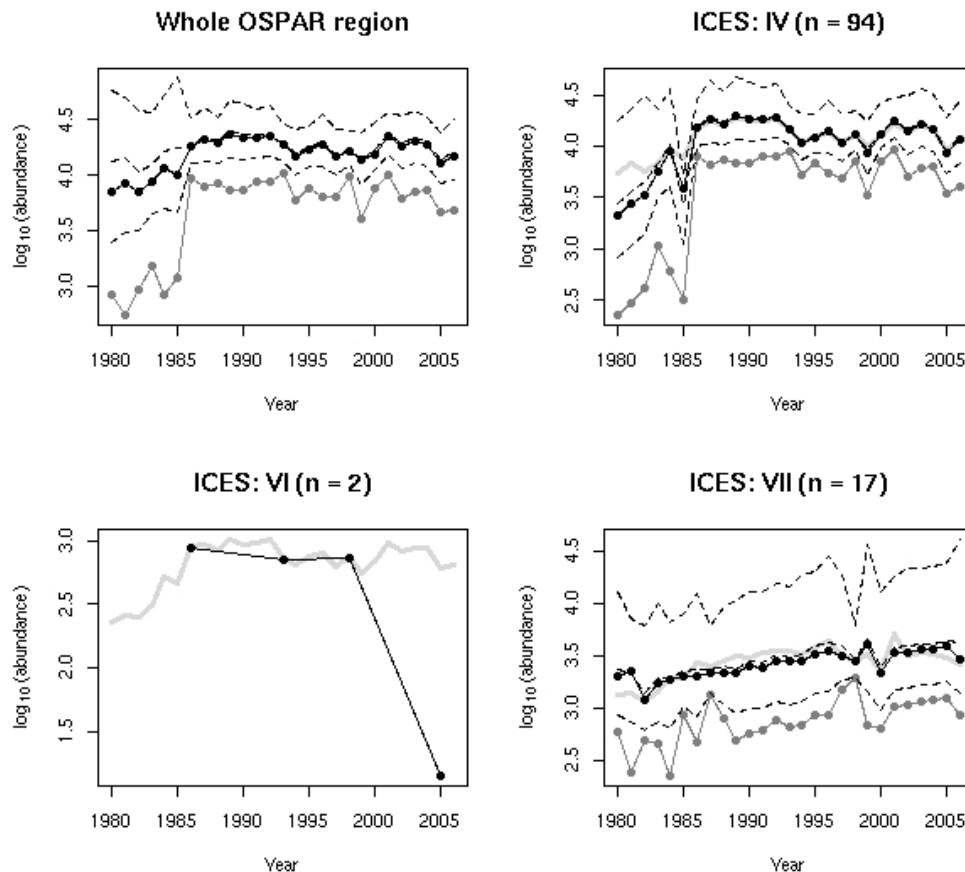 Whole OSPAR region
log10 (abundance)
3.0 3.5 4.0 4.5
1980 1985 1990 1995 2000 2005
Year
ICES: IV (n = 94)
log10 (abundance)
2.5 3.0 3.5 4.0 4.5
1980 1985 1990 1995 2000 2005
Year
ICES: VI (n = 2)
log10 (abundance)
1.5 2.0 2.5 3.0
1980 1985 1990 1995 2000 2005
Year
ICES: VII (n = 17)
log10 (abundance)
2.5 3.0 3.5 4.0 4.5
1980 1985 1990 1995 2000 2005
Year